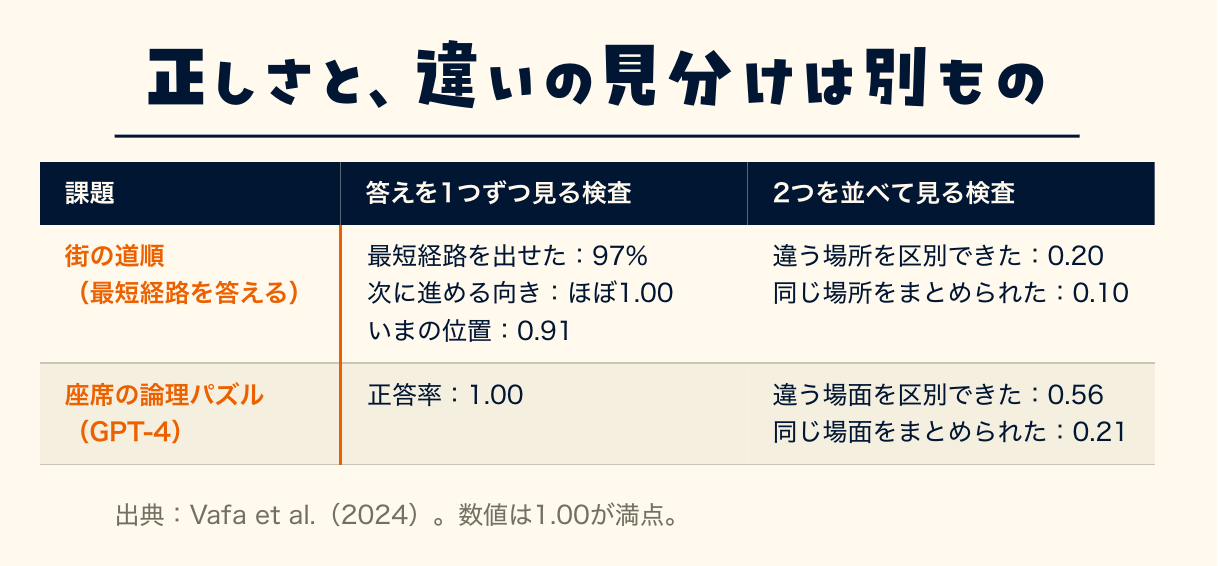 正しさと、違いの見分けは別もの
課題
答えを1つずつ見る検査
2つを並べて見る検査
街の道順
（最短経路を答える）
最短経路を出せた：97%
次に進める向き：ほぼ1.00
いまの位置：0.91
違う場所を区別できた：0.20
同じ場所をまとめられた：0.10
座席の論理パズル
（GPT-4）
正答率：1.00
違う場面を区別できた：0.56
同じ場面をまとめられた：0.21
出典：Vafa et al.（2024）。数値は1.00が満点。